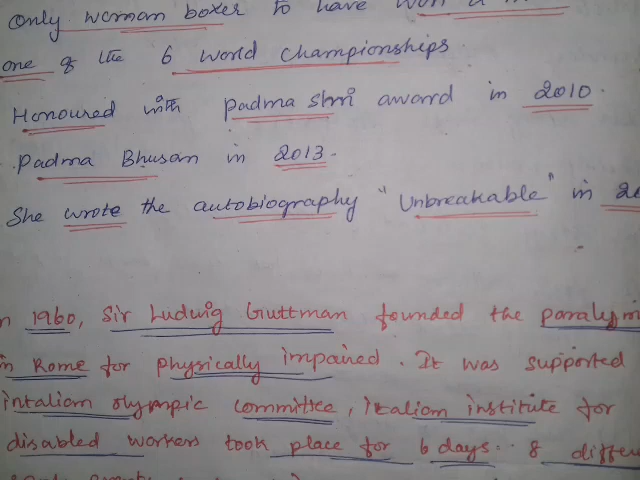 Only woman boxer to have won a
one of the 6 world championships.
Honoured with padma shri award in 2010.
Padma Bhusan in 2013.
She wrote the autobiography "Unbreakable" in
1960, Sir Ludwig Guttman founded the
in Rome for physically impaired. It was supported
intaliam olympic committee, italiam institute for
disabled workers took place for 6 days. 8